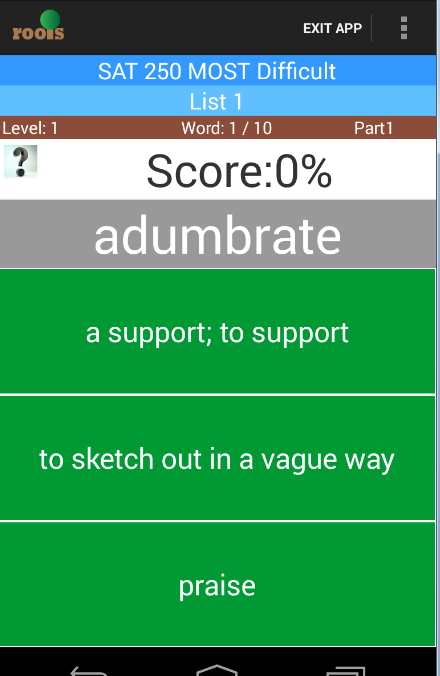 roots
EXIT APP
SAT 250 MOST Difficult
List 1
Level: 1 Word: 1 / 10 Part1
?
Score:0%
adumbrate
a support; to support
to sketch out in a vague way
praise